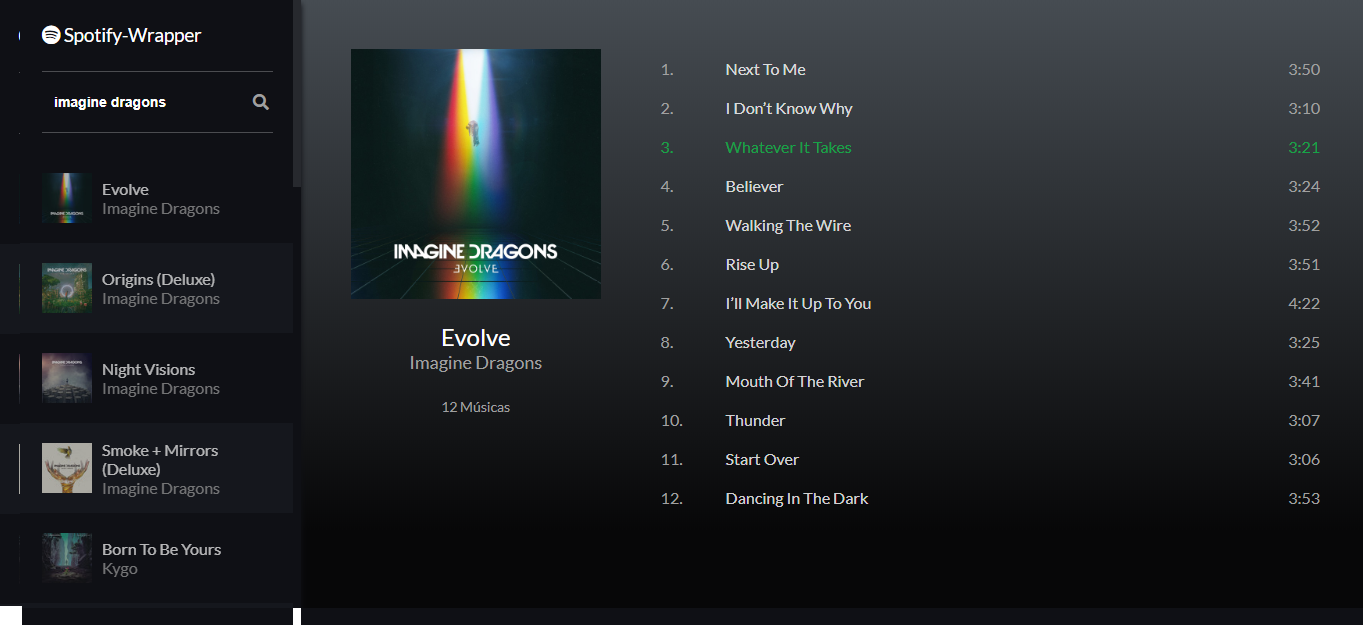 Spotify-Wrapper
imagine dragons
Evolve
Imagine Dragons
Origins (Deluxe)
Imagine Dragons
Night Visions
Imagine Dragons
Smoke + Mirrors
(Deluxe)
Imagine Dragons
Born To Be Yours
Kygo
IMAGINE DRAGONS
EVOLVE
Evolve
Imagine Dragons
12 Músicas
1. Next To Me 3:50
2. I Don’t Know Why 3:10
3. Whatever It Takes 3:21
4. Believer 3:24
5. Walking The Wire 3:52
6. Rise Up 3:51
7. I’ll Make It Up To You 4:22
8. Yesterday 3:25
9. Mouth Of The River 3:41
10. Thunder 3:07
11. Start Over 3:06
12. Dancing In The Dark 3:53